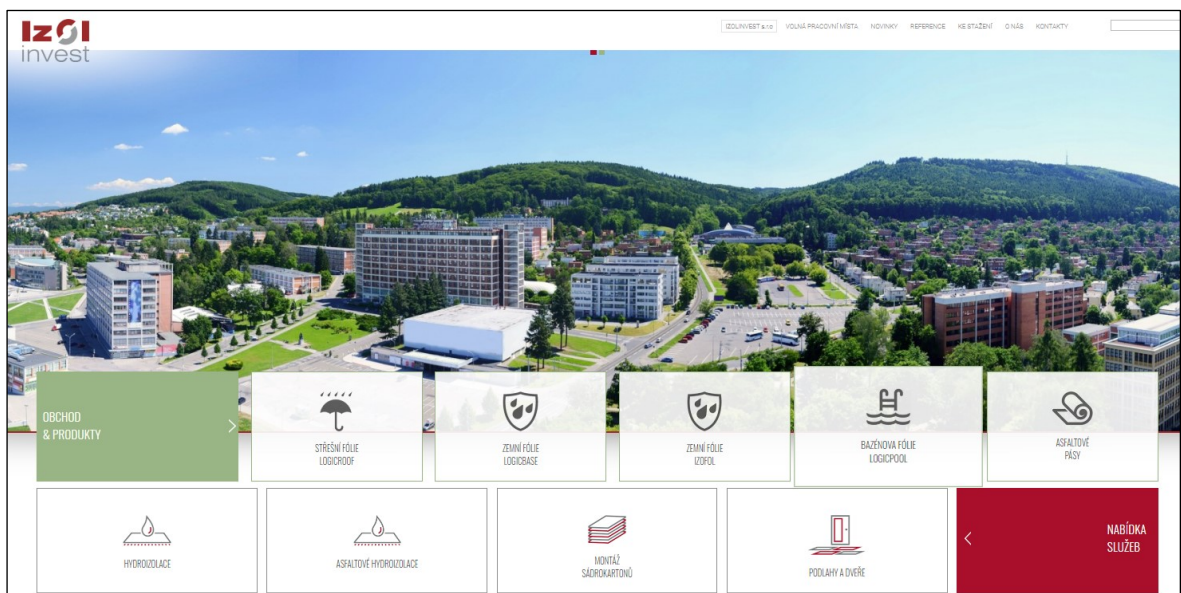 IZOl
invest
IZOLINVEST s.r.o
VOLNÁ PRACOVNÍ MÍSTA
NOVINKY
REFERENCE
KE STAŽENÍ
O NÁS
KONTAKTY
OBCHOD
& PRODUKTY
STŘEŠNÍ FÓLIE
LOGICROOF
ZEMNÍ FÓLIE
LOGICBASE
ZEMNÍ FÓLIE
IZOFOL
BAZÉNOVA FÓLIE
LOGICPOOL
ASFALTOVÉ
PÁSY
HYDROIZOLACE
ASFALTOVÉ HYDROIZOLACE
MONTÁŽ
SÁDROKARTONŮ
PODLAHY A DVEŘE
NABÍDKA
SLUŽEB